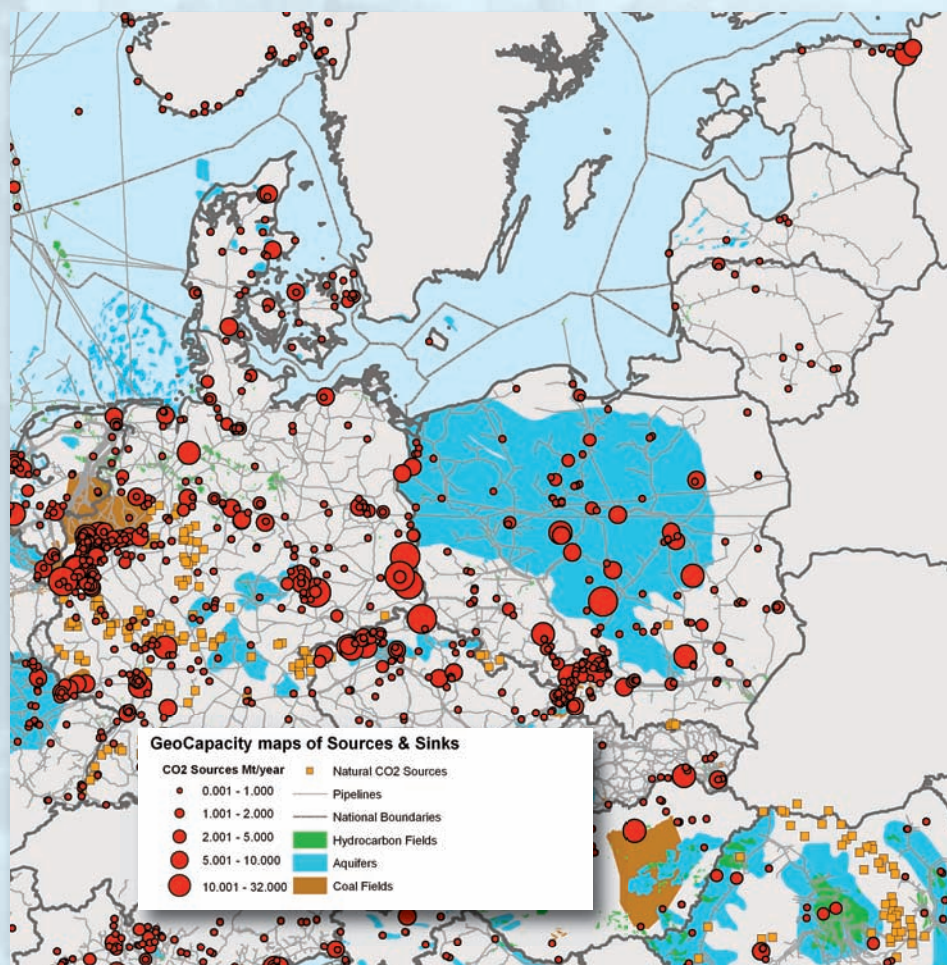 GeoCapacity maps of Sources & Sinks
CO2 Sources Mt/year
0.001 - 1.000
1.001 - 2.000
2.001 - 5.000
5.001 - 10.000
10.001 - 32.000
Natural CO2 Sources
Pipelines
National Boundaries
Hydrocarbon Fields
Aquifers
Coal Fields